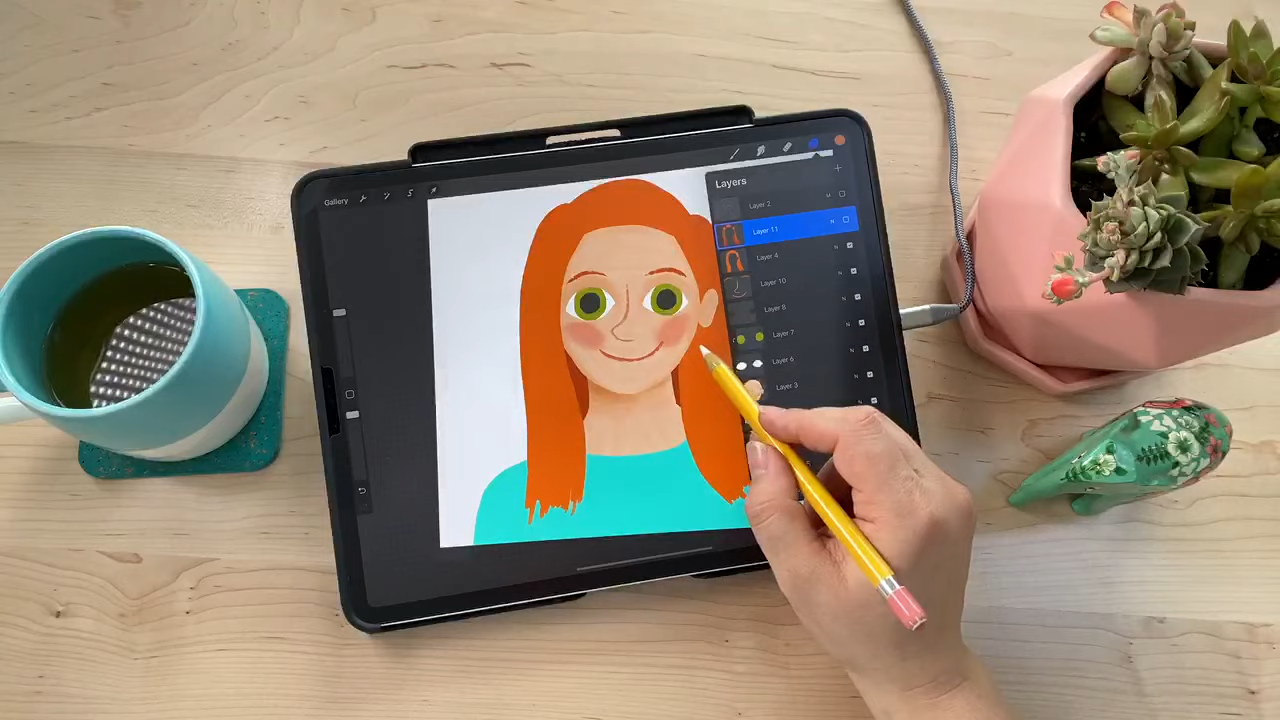 Gallery
Layers
Layer 2
M
Layer 11
N
Layer 4
N
Layer 10
N
Layer 8
N
Layer 7
N
Layer 6
N
Layer 3
N